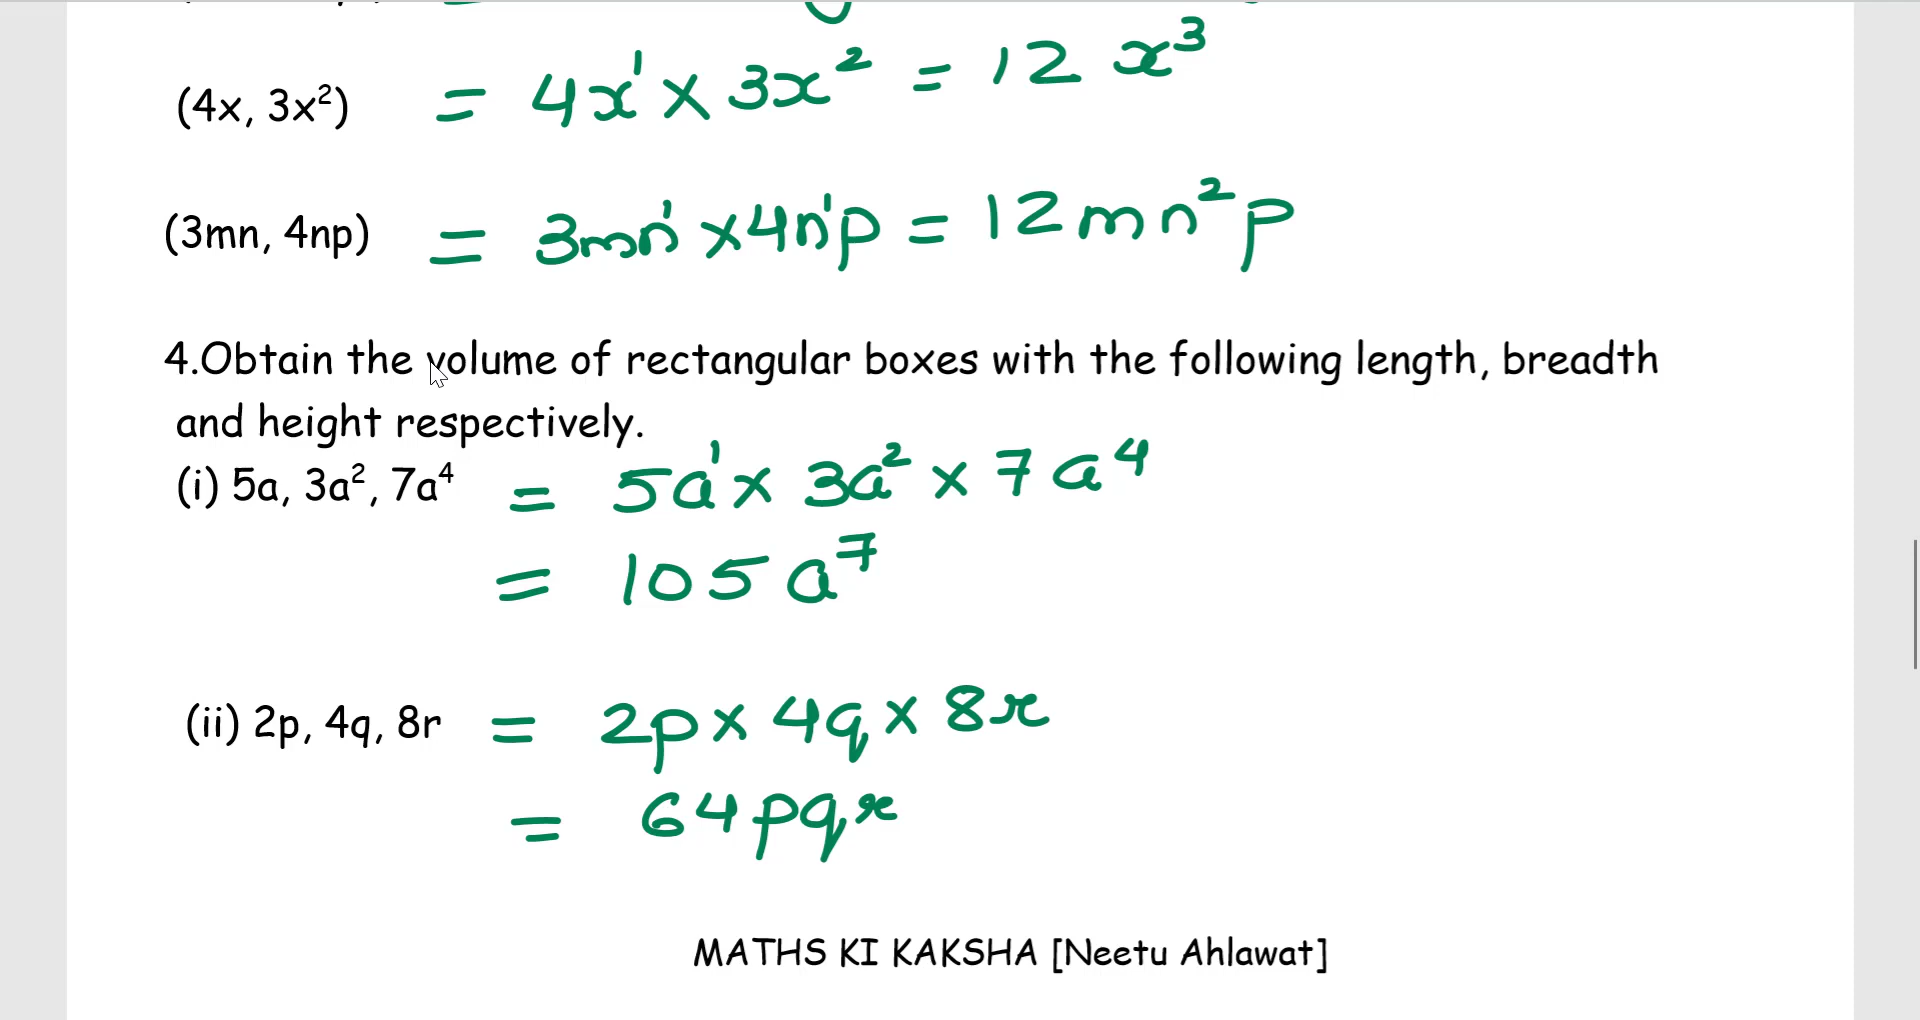 (4x, 3x²) = 4x¹ × 3x² = 12 x³
(3mn, 4np) = 3mn¹ × 4n¹p = 12mn²p
4.Obtain the volume of rectangular boxes with the following length, breadth
and height respectively.
(i) 5a, 3a², 7a⁴ = 5a¹ × 3a² × 7a⁴
= 105a⁷
(ii) 2p, 4q, 8r = 2p × 4q × 8r
= 64pqr
MATHS KI KAKSHA [Neetu Ahlawat]